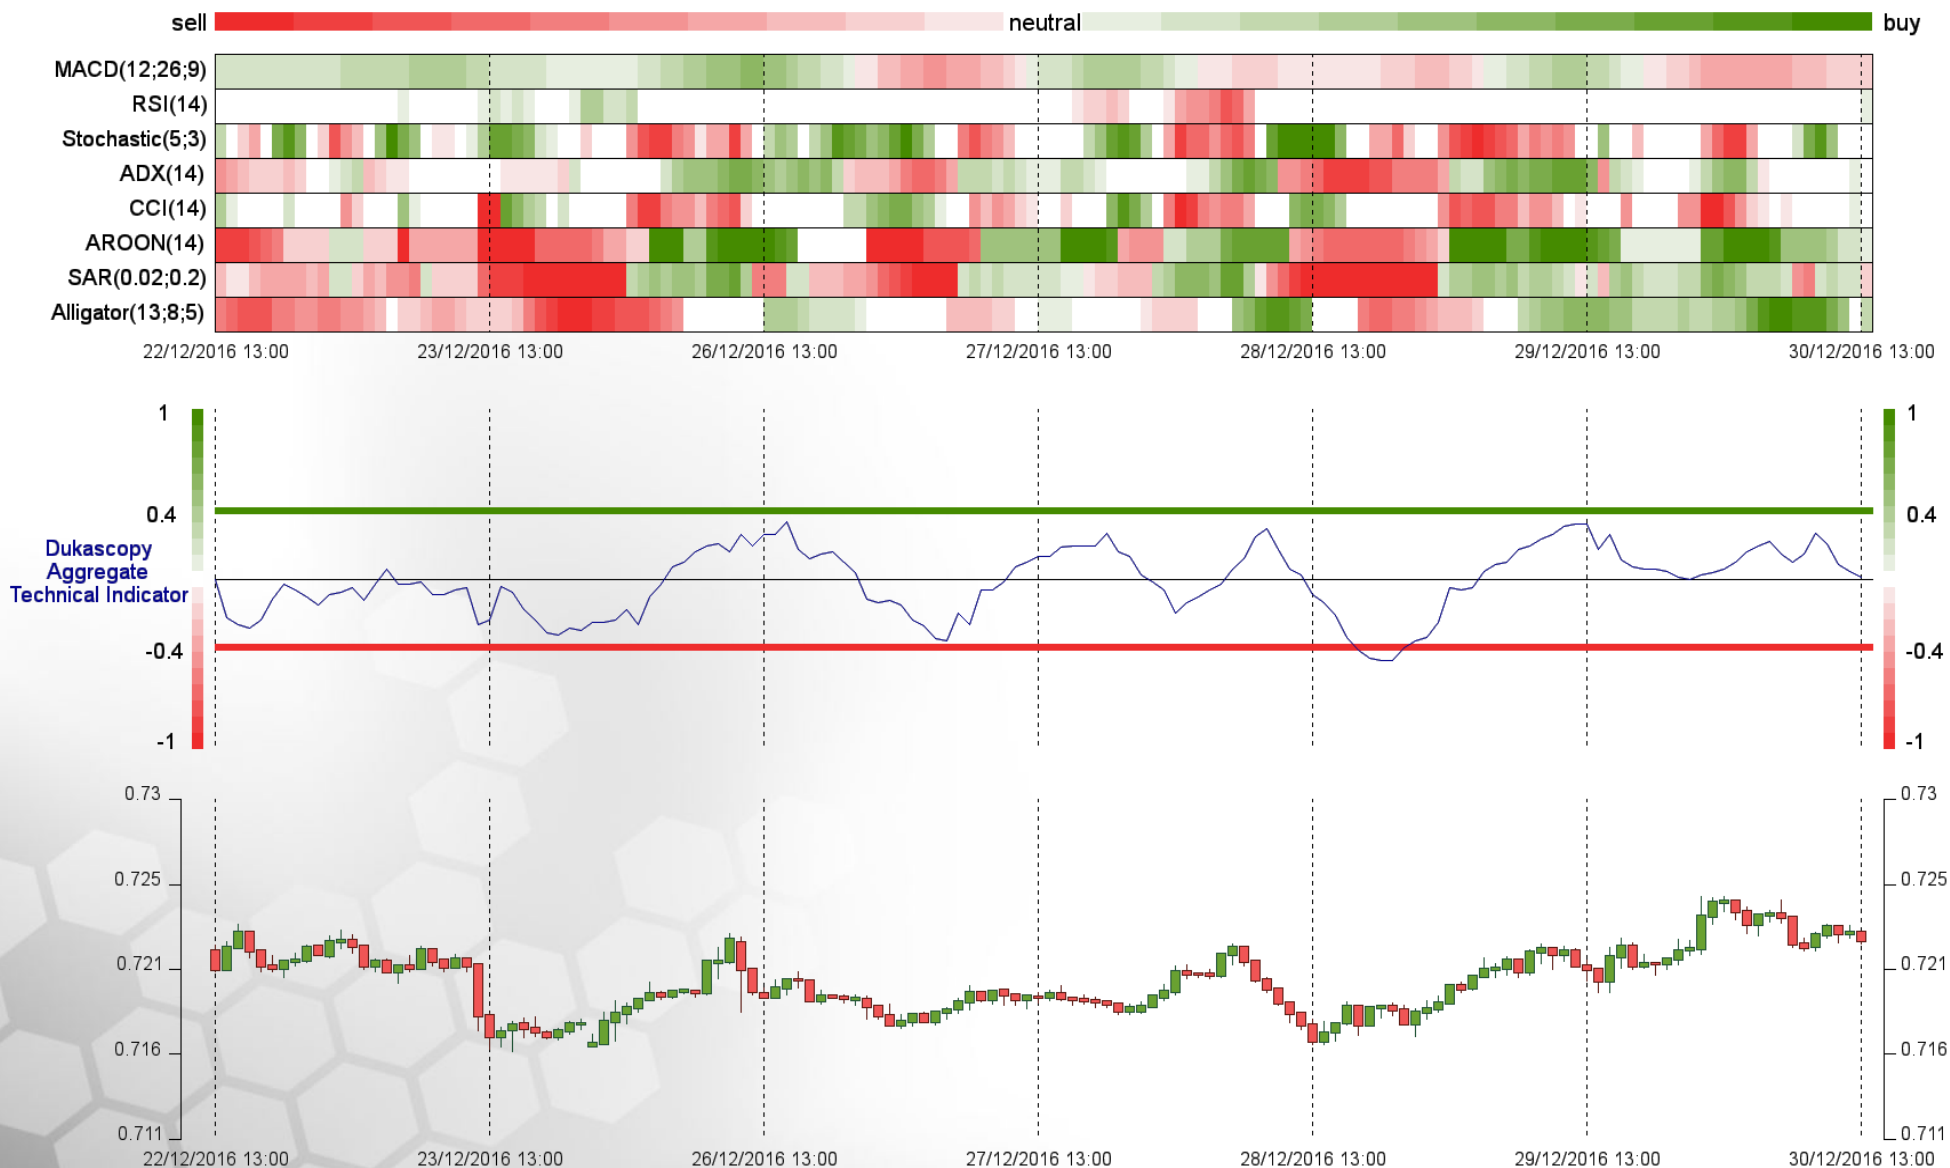 sell neutral buy
MACD(12;26;9)
RSI(14)
Stochastic(5;3)
ADX(14)
CCI(14)
AROON(14)
SAR(0.02;0.2)
Alligator(13;8;5)
22/12/2016 13:00 23/12/2016 13:00 26/12/2016 13:00 27/12/2016 13:00 28/12/2016 13:00 29/12/2016 13:00 30/12/2016 13:00
1 1
0.4 0.4
Dukascopy
Aggregate
Technical Indicator
-0.4 -0.4
-1 -1
0.73 0.73
0.725 0.725
0.721 0.721
0.716 0.716
0.711 0.711
22/12/2016 13:00 23/12/2016 13:00 26/12/2016 13:00 27/12/2016 13:00 28/12/2016 13:00 29/12/2016 13:00 30/12/2016 13:00